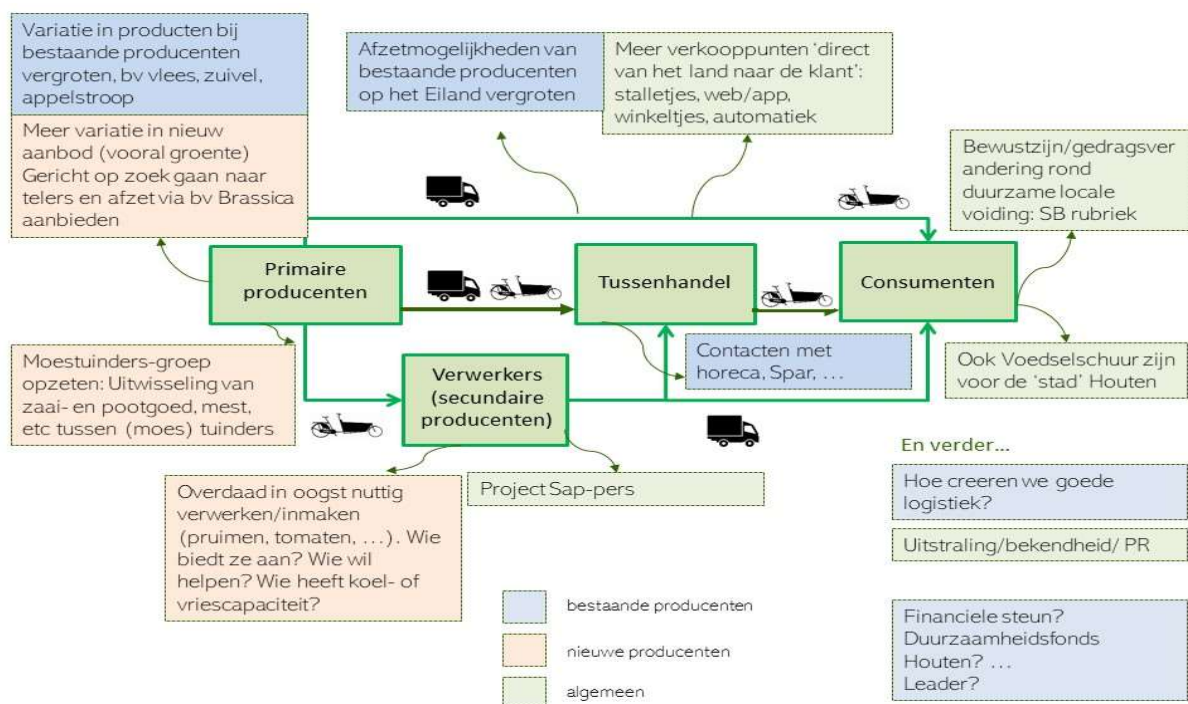 Variatie in producten bij
bestaande producenten
vergroten, bv vlees, zuivel,
appelstroop
Meer variatie in nieuw
aanbod (vooral groente)
Gericht op zoek gaan naar
telers en afzet via bv Brassica
aanbieden
Afzetmogelijkheden van
bestaande producenten
op het Eiland vergroten
Meer verkooppunten ‘direct
van het land naar de klant’:
stalletjes, web/app,
winkeltjes, automatiek
Bewustzijn/gedragsver
andering rond
duurzame locale
voiding: SB rubriek
Primaire
producenten
Tussenhandel
Consumenten
Moestuinders-groep
opzetten: Uitwisseling van
zaai- en pootgoed, mest,
etc tussen (moes) tuinders
Verwerkers
(secundaire
producenten)
Contacten met
horeca, Spar, …
Ook Voedselschuur zijn
voor de ‘stad’ Houten
Overdaad in oogst nuttig
verwerken/inmaken
(pruimen, tomaten, …). Wie
biedt ze aan? Wie wil
helpen? Wie heeft koel- of
vriescapaciteit?
Project Sap-pers
En verder…
Hoe creeren we goede
logistiek?
Uitstraling/bekendheid/ PR
Financiele steun?
Duurzaamheidsfonds
Houten? …
Leader?
bestaande producenten
nieuwe producenten
algemeen